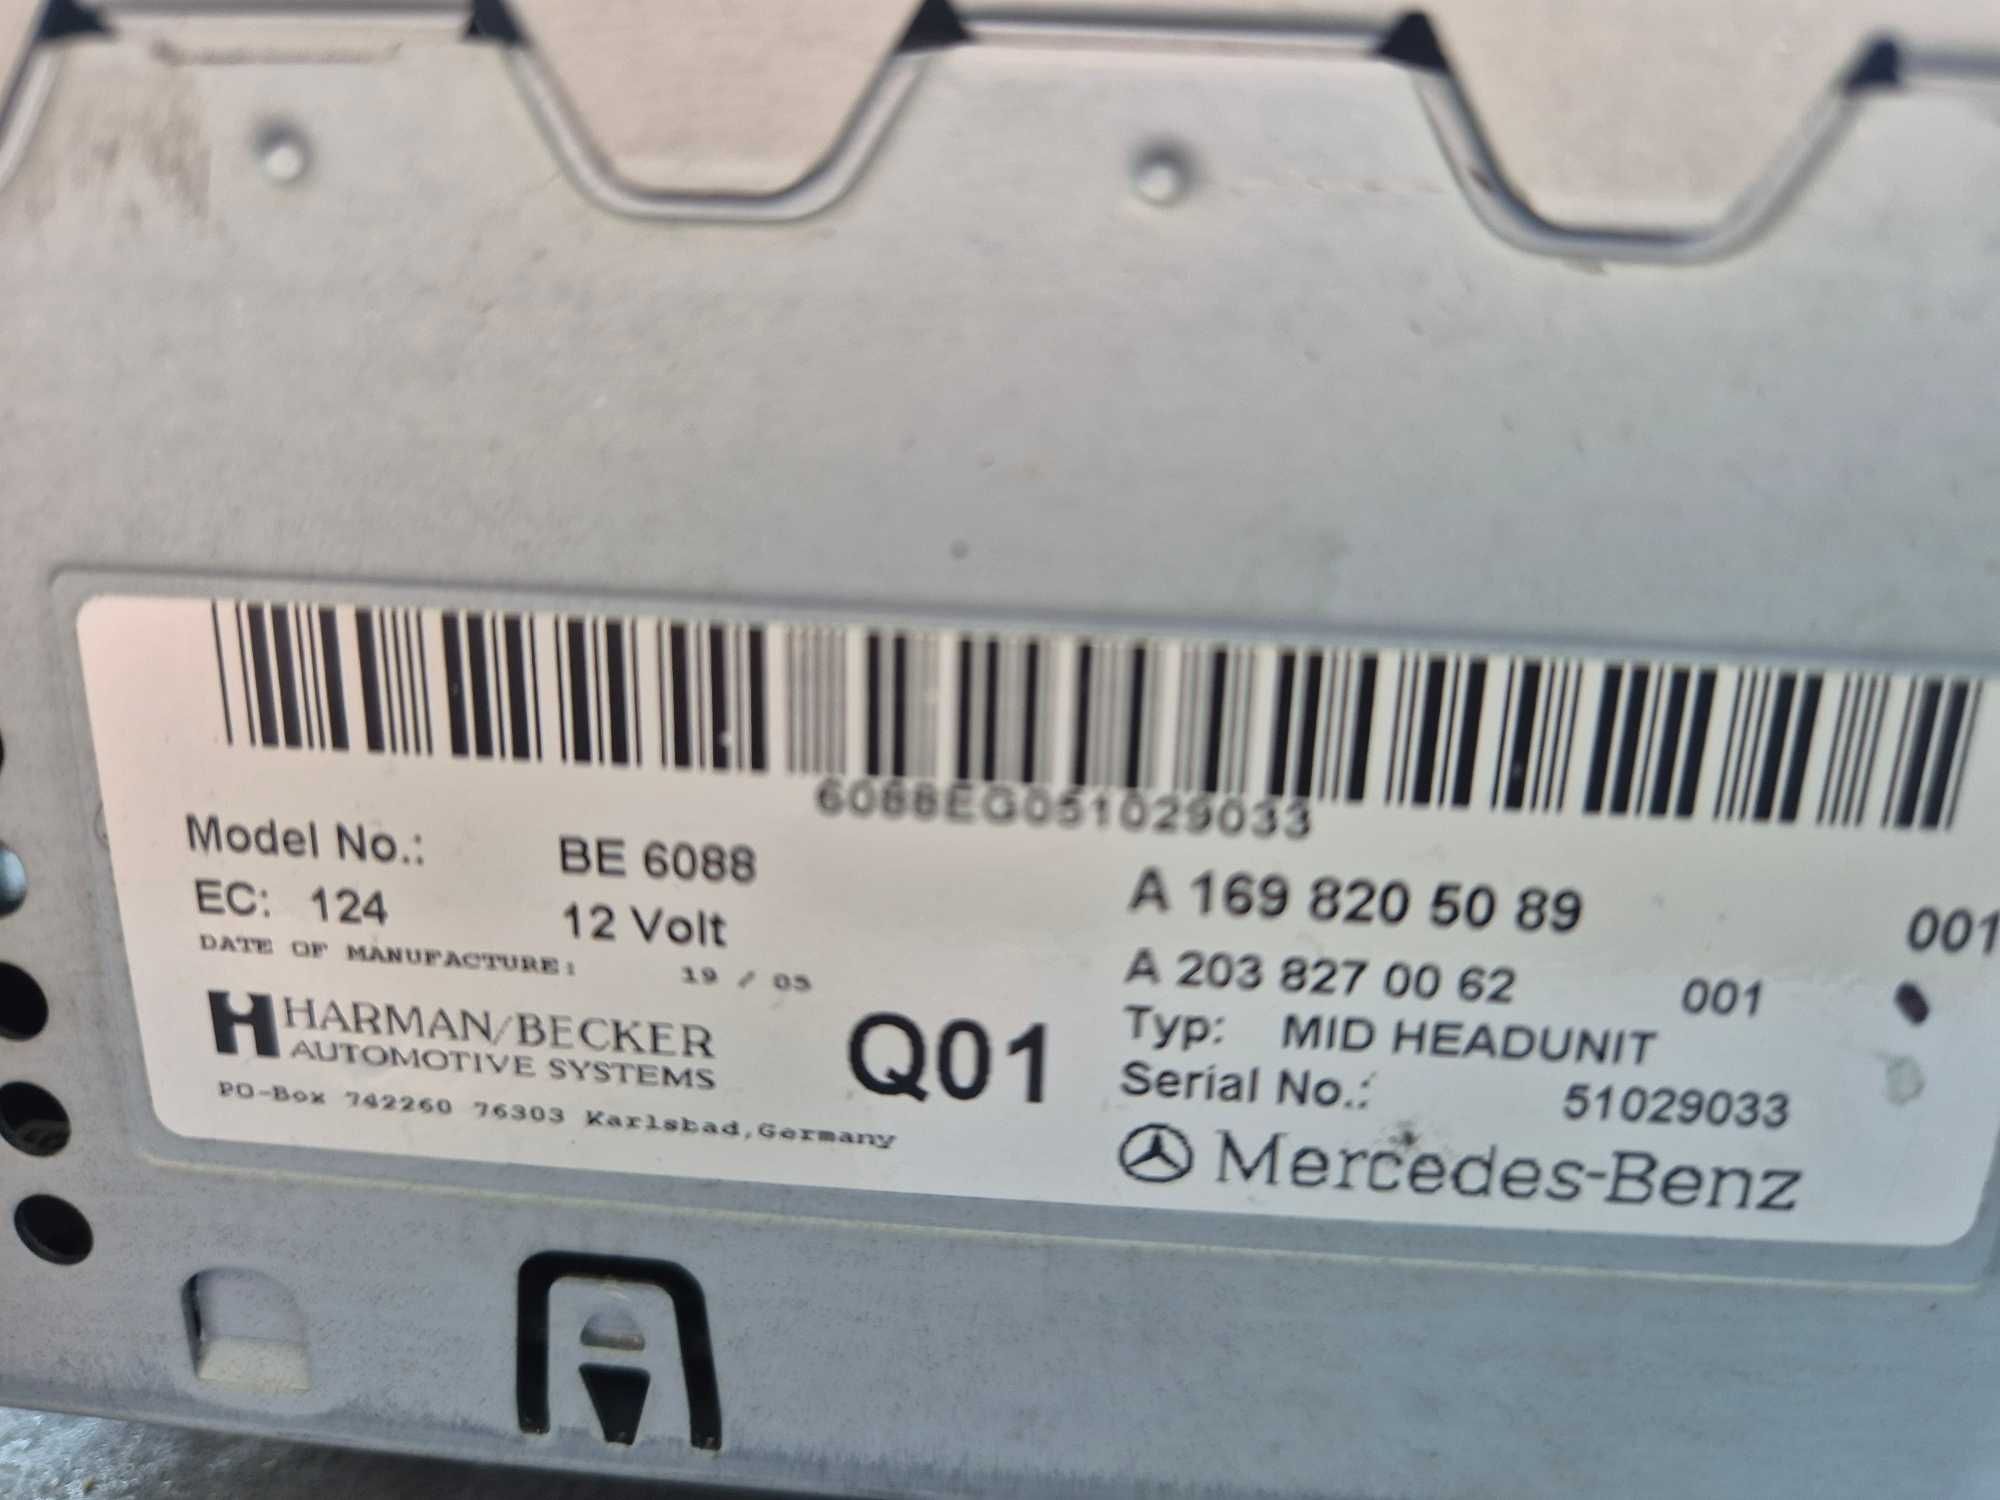 6088EG051029033
Model No.: BE 6088
EC: 124 12 Volt
DATE OF MANUFACTURE: 19 / 05
HARMAN/BECKER
AUTOMOTIVE SYSTEMS
PO-Box 742260 76303 Karlsbad,Germany
Q01
A 169 820 50 89 001
A 203 827 00 62 001
Typ: MID HEADUNIT
Serial No.: 51029033
Mercedes-Benz